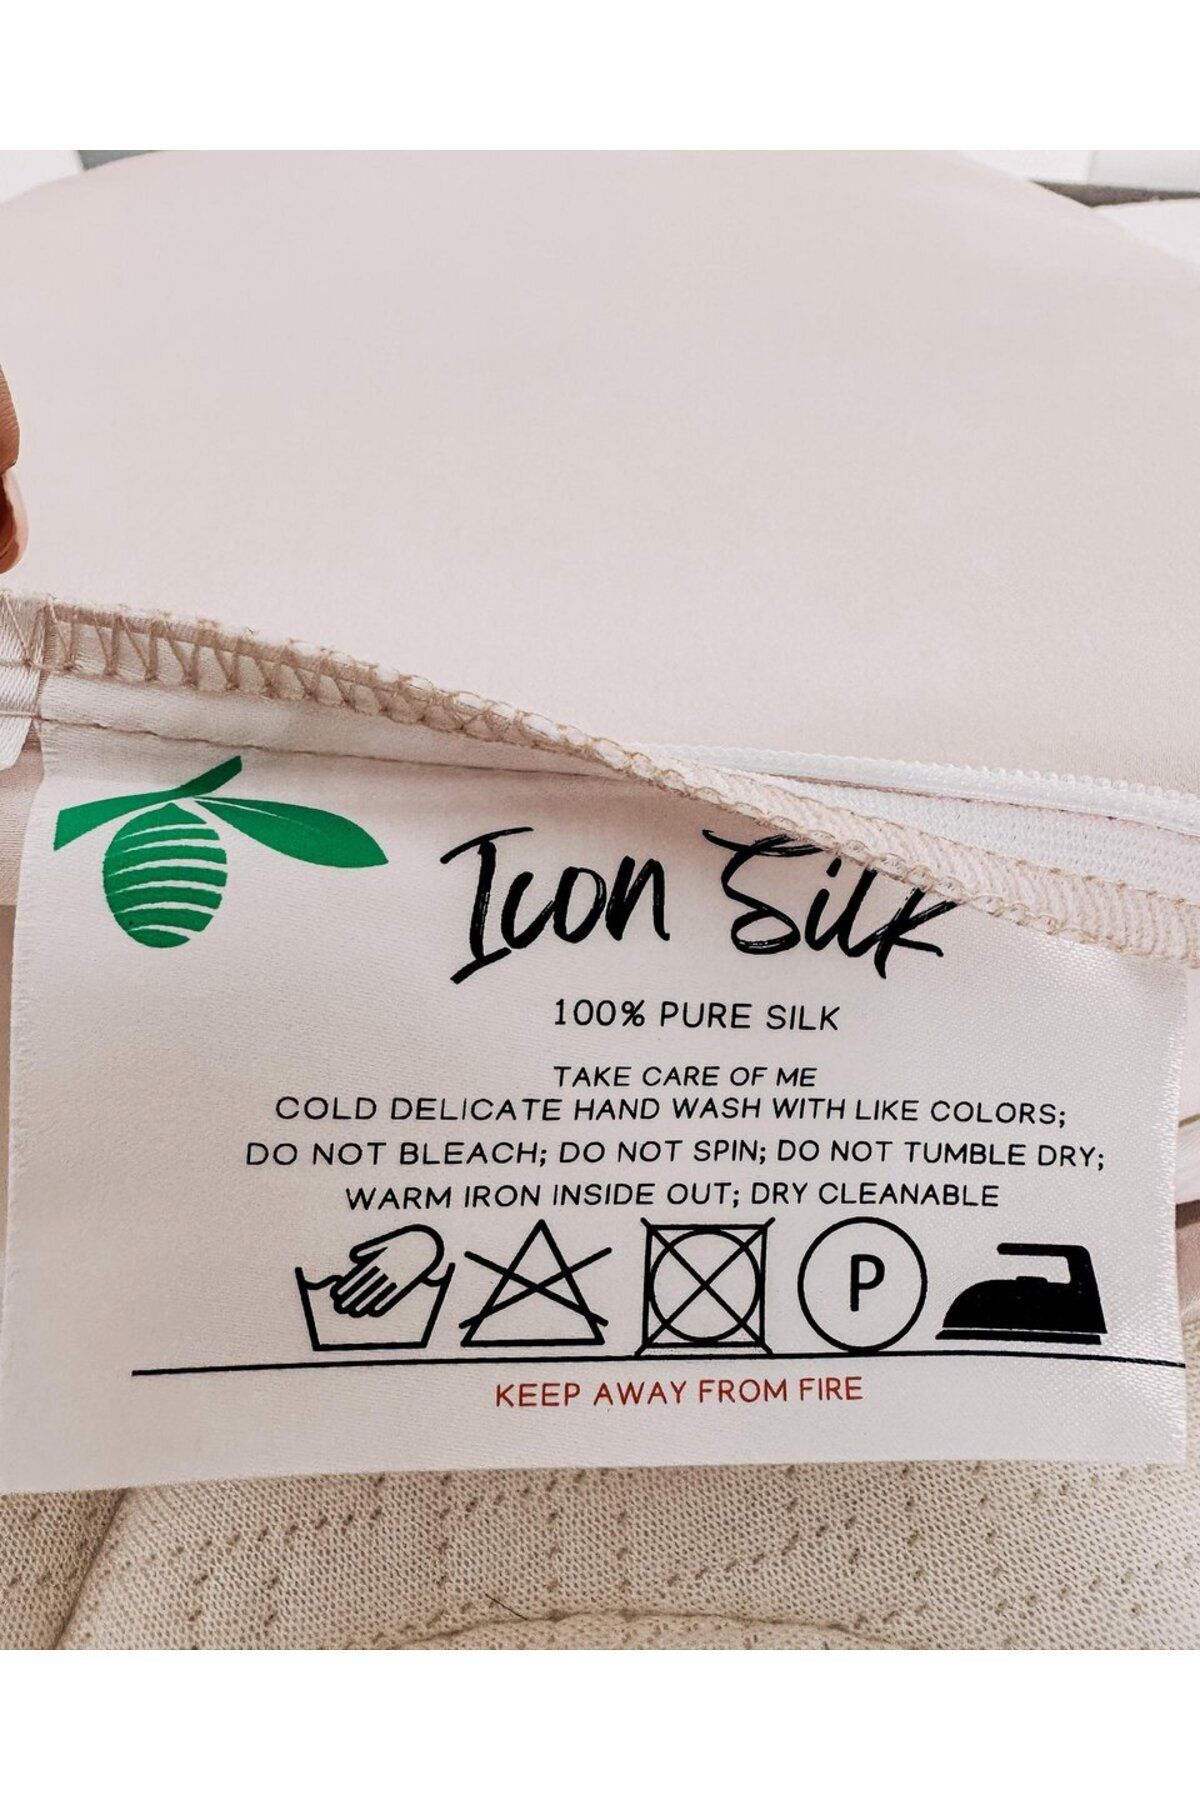 Icon Silk
100% PURE SILK
TAKE CARE OF ME
COLD DELICATE HAND WASH WITH LIKE COLORS;
DO NOT BLEACH; DO NOT SPIN; DO NOT TUMBLE DRY;
WARM IRON INSIDE OUT; DRY CLEANABLE
P
KEEP AWAY FROM FIRE